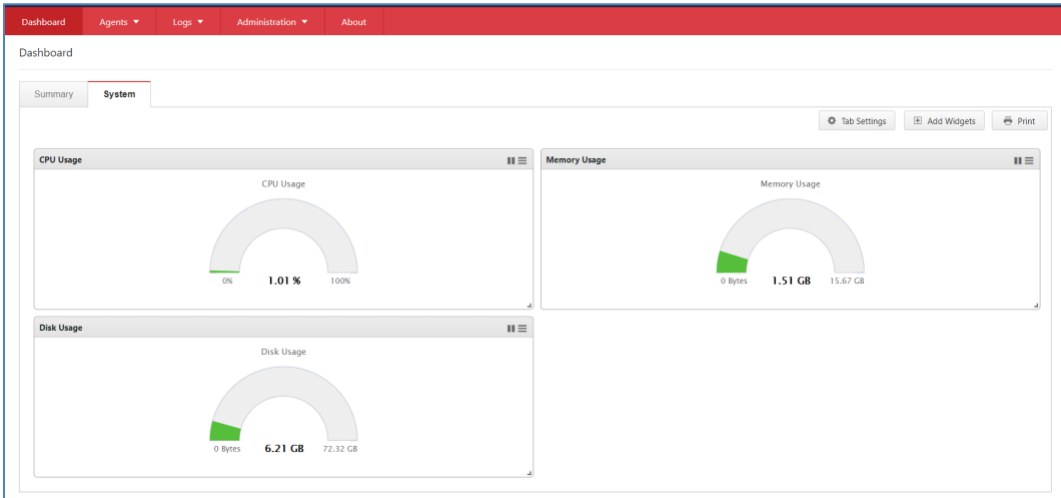 Dashboard Agents Logs Administration About
Dashboard
Summary System
Tab Settings Add Widgets Print
CPU Usage
CPU Usage
0% 1.01 % 100%
Memory Usage
Memory Usage
0 Bytes 1.51 GB 15.67 GB
Disk Usage
Disk Usage
0 Bytes 6.21 GB 72.32 GB